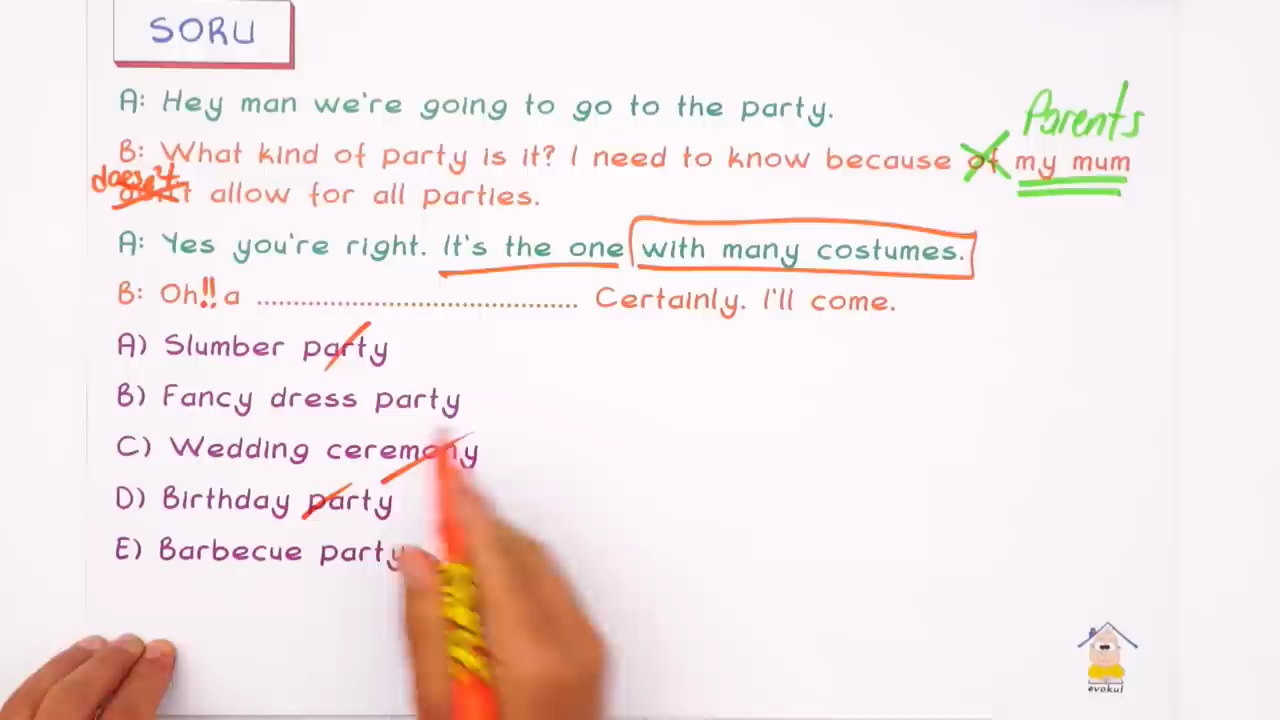 SORU
A: Hey man we're going to go to the party.
Parents
B: What kind of party is it? I need to know because of my mum
doesn't don't allow for all parties.
A: Yes you're right. It's the one with many costumes.
B: Oh!! a ............................................ Certainly. I'll come.
A) Slumber party
B) Fancy dress party
C) Wedding ceremony
D) Birthday party
E) Barbecue party
evokul